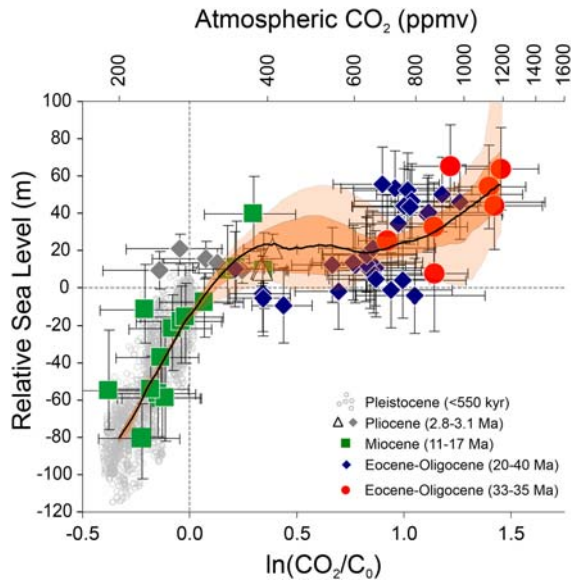 Atmospheric CO₂ (ppmv)
200 400 600 800 1000 1200 1400 1600
Relative Sea Level (m)
100
80
60
40
20
0
-20
-40
-60
-80
-100
-120
Pleistocene (<550 kyr)
Pliocene (2.8-3.1 Ma)
Miocene (11-17 Ma)
Eocene-Oligocene (20-40 Ma)
Eocene-Oligocene (33-35 Ma)
-0.5 0.0 0.5 1.0 1.5
ln(CO₂/C₀)